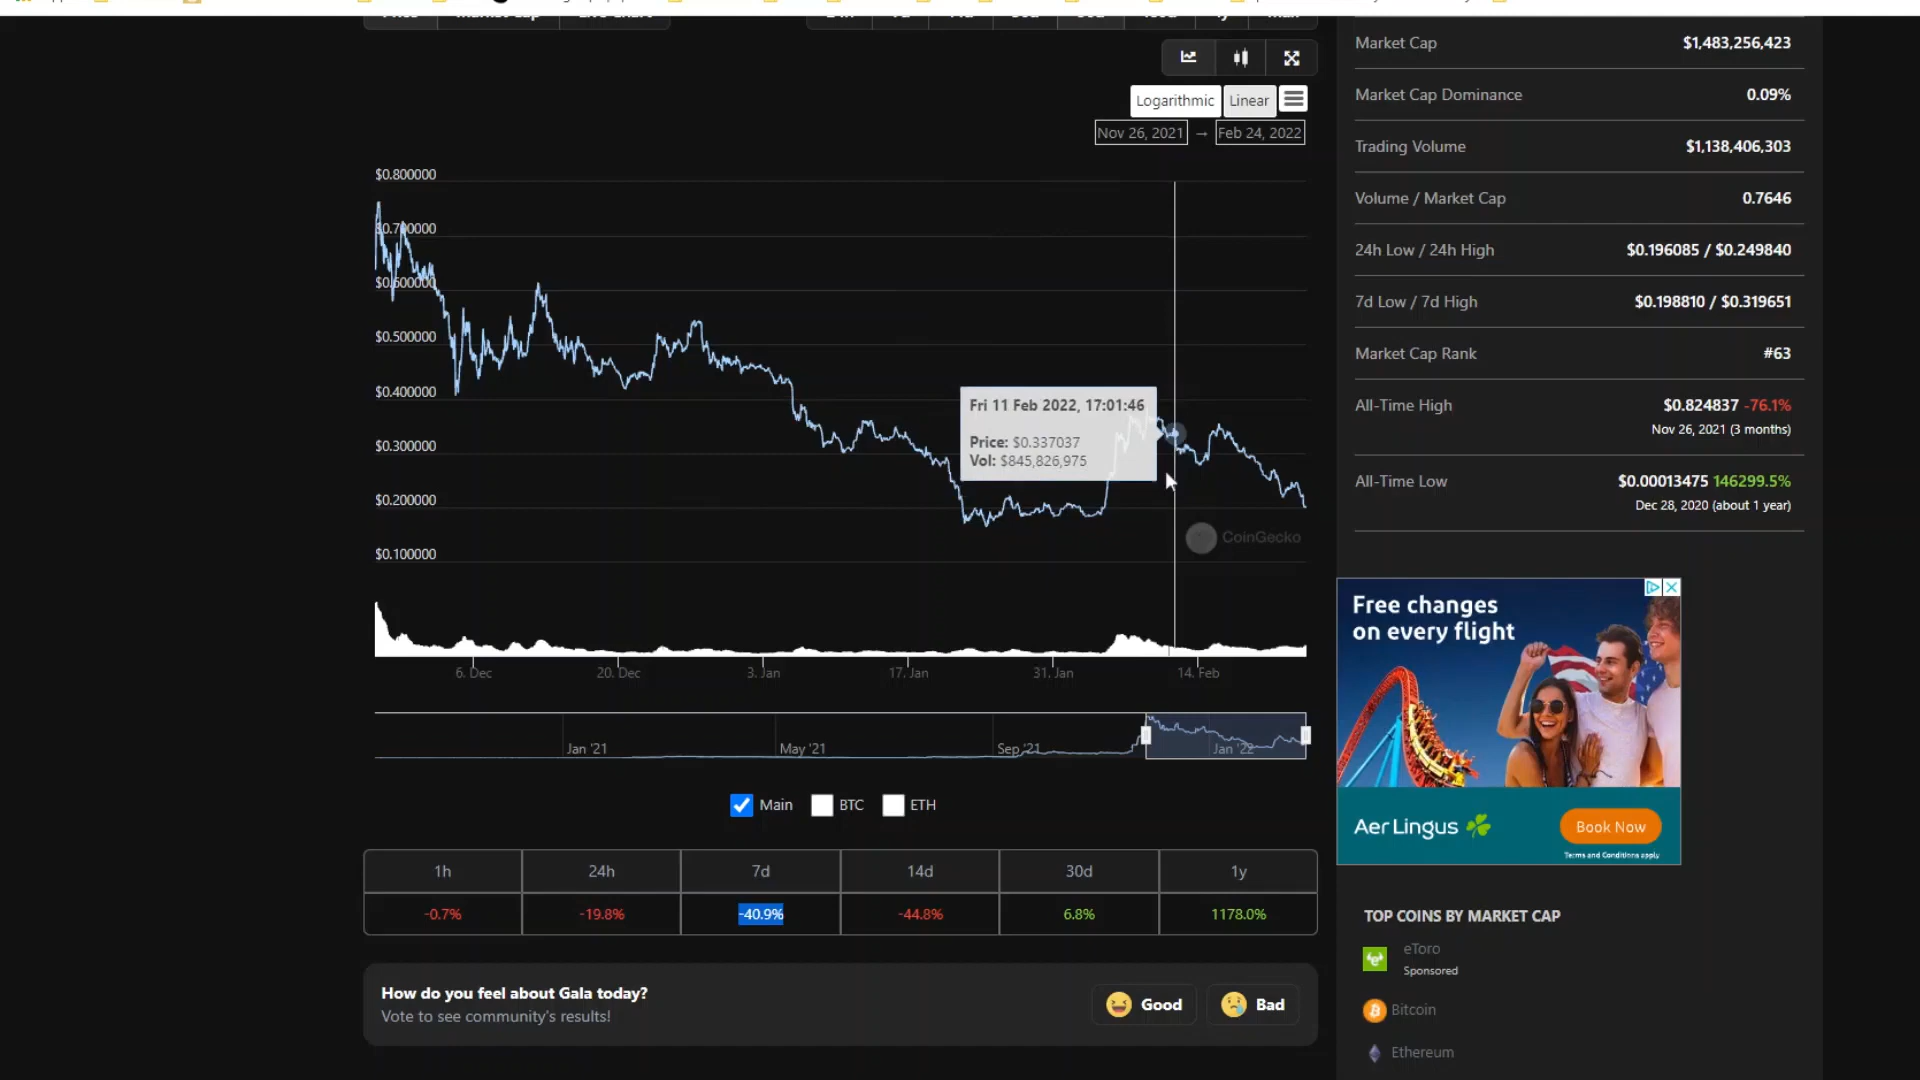 Logarithmic
Linear
Nov 26, 2021 → Feb 24, 2022
$0.800000
$0.700000
$0.600000
$0.500000
$0.400000
$0.300000
$0.200000
$0.100000
Fri 11 Feb 2022, 17:01:46
Price: $0.337037
Vol: $845,826,975
CoinGecko
6. Dec
20. Dec
3. Jan
17. Jan
31. Jan
14. Feb
Jan '21
May '21
Sep '21
Jan '22
Main
BTC
ETH
1h 24h 7d 14d 30d 1y
-0.7% -19.8% -40.9% -44.8% 6.8% 1178.0%
How do you feel about Gala today?
Vote to see community's results!
Good
Bad
Market Cap $1,483,256,423
Market Cap Dominance 0.09%
Trading Volume $1,138,406,303
Volume / Market Cap 0.7646
24h Low / 24h High $0.196085 / $0.249840
7d Low / 7d High $0.198810 / $0.319651
Market Cap Rank #63
All-Time High $0.824837 -76.1%
Nov 26, 2021 (3 months)
All-Time Low $0.00013475 146299.5%
Dec 28, 2020 (about 1 year)
Free changes
on every flight
Aer Lingus
Book Now
Terms and Conditions apply
TOP COINS BY MARKET CAP
eToro
Sponsored
Bitcoin
Ethereum